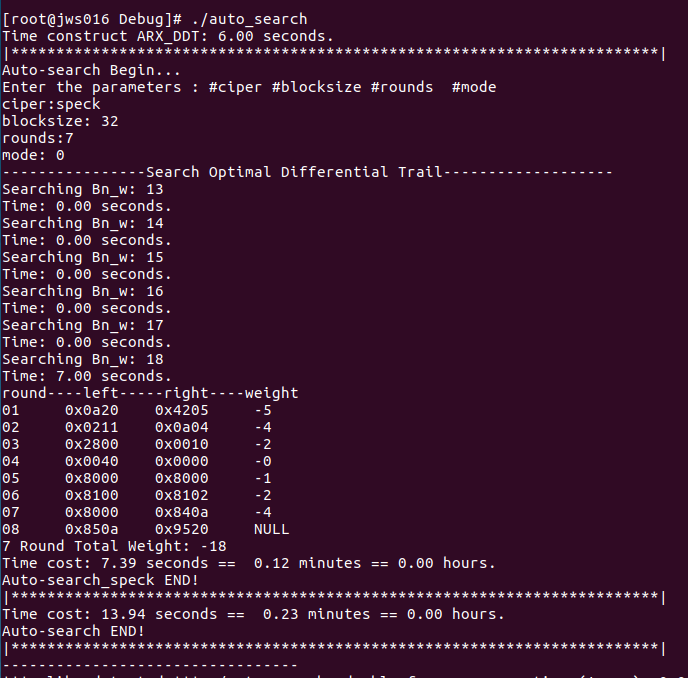 [root@jws016 Debug]# ./auto_search
Time construct ARX_DDT: 6.00 seconds.
|************************************************************************|
Auto-search Begin...
Enter the parameters : #ciper #blocksize #rounds  #mode
ciper:speck
blocksize: 32
rounds:7
mode: 0
----------------Search Optimal Differential Trail-------------------
Searching Bn_w: 13
Time: 0.00 seconds.
Searching Bn_w: 14
Time: 0.00 seconds.
Searching Bn_w: 15
Time: 0.00 seconds.
Searching Bn_w: 16
Time: 0.00 seconds.
Searching Bn_w: 17
Time: 0.00 seconds.
Searching Bn_w: 18
Time: 7.00 seconds.
round----left-----right----weight
01     0x0a20    0x4205     -5
02     0x0211    0x0a04     -4
03     0x2800    0x0010     -2
04     0x0040    0x0000     -0
05     0x8000    0x8000     -1
06     0x8100    0x8102     -2
07     0x8000    0x840a     -4
08     0x850a    0x9520     NULL
7 Round Total Weight: -18
Time cost: 7.39 seconds ==  0.12 minutes == 0.00 hours.
Auto-search_speck END!
|************************************************************************|
Time cost: 13.94 seconds ==  0.23 minutes == 0.00 hours.
Auto-search END!
|************************************************************************|
---------------------------------